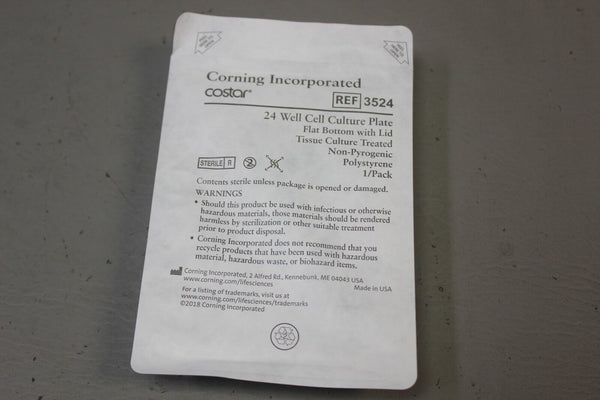 Corning Incorporated
costar®
REF 3524
24 Well Cell Culture Plate
Flat Bottom with Lid
Tissue Culture Treated
Non-Pyrogenic
Polystyrene
1/Pack
STERILE R
2
Contents sterile unless package is opened or damaged.
WARNINGS
• Should this product be used with infectious or otherwise
hazardous materials, those materials should be rendered
harmless by sterilization or other suitable treatment
prior to product disposal.
• Corning Incorporated does not recommend that you
recycle products that have been used with hazardous
material, hazardous waste, or biohazard items.
Corning Incorporated, 2 Alfred Rd., Kennebunk, ME 04043 USA
www.corning.com/lifesciences
Made in USA
For a listing of trademarks, visit us at
www.corning.com/lifesciences/trademarks
©2018 Corning Incorporated